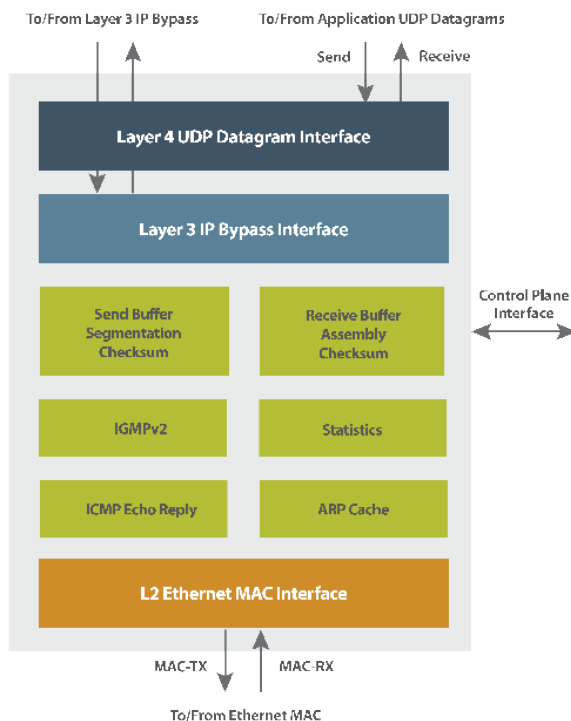 To/From Layer 3 IP Bypass
To/From Application UDP Datagrams
Send
Receive
Layer 4 UDP Datagram Interface
Layer 3 IP Bypass Interface
Send Buffer
Segmentation
Checksum
Receive Buffer
Assembly
Checksum
Control Plane
Interface
IGMPv2
Statistics
ICMP Echo Reply
ARP Cache
L2 Ethernet MAC Interface
MAC-TX
MAC-RX
To/From Ethernet MAC